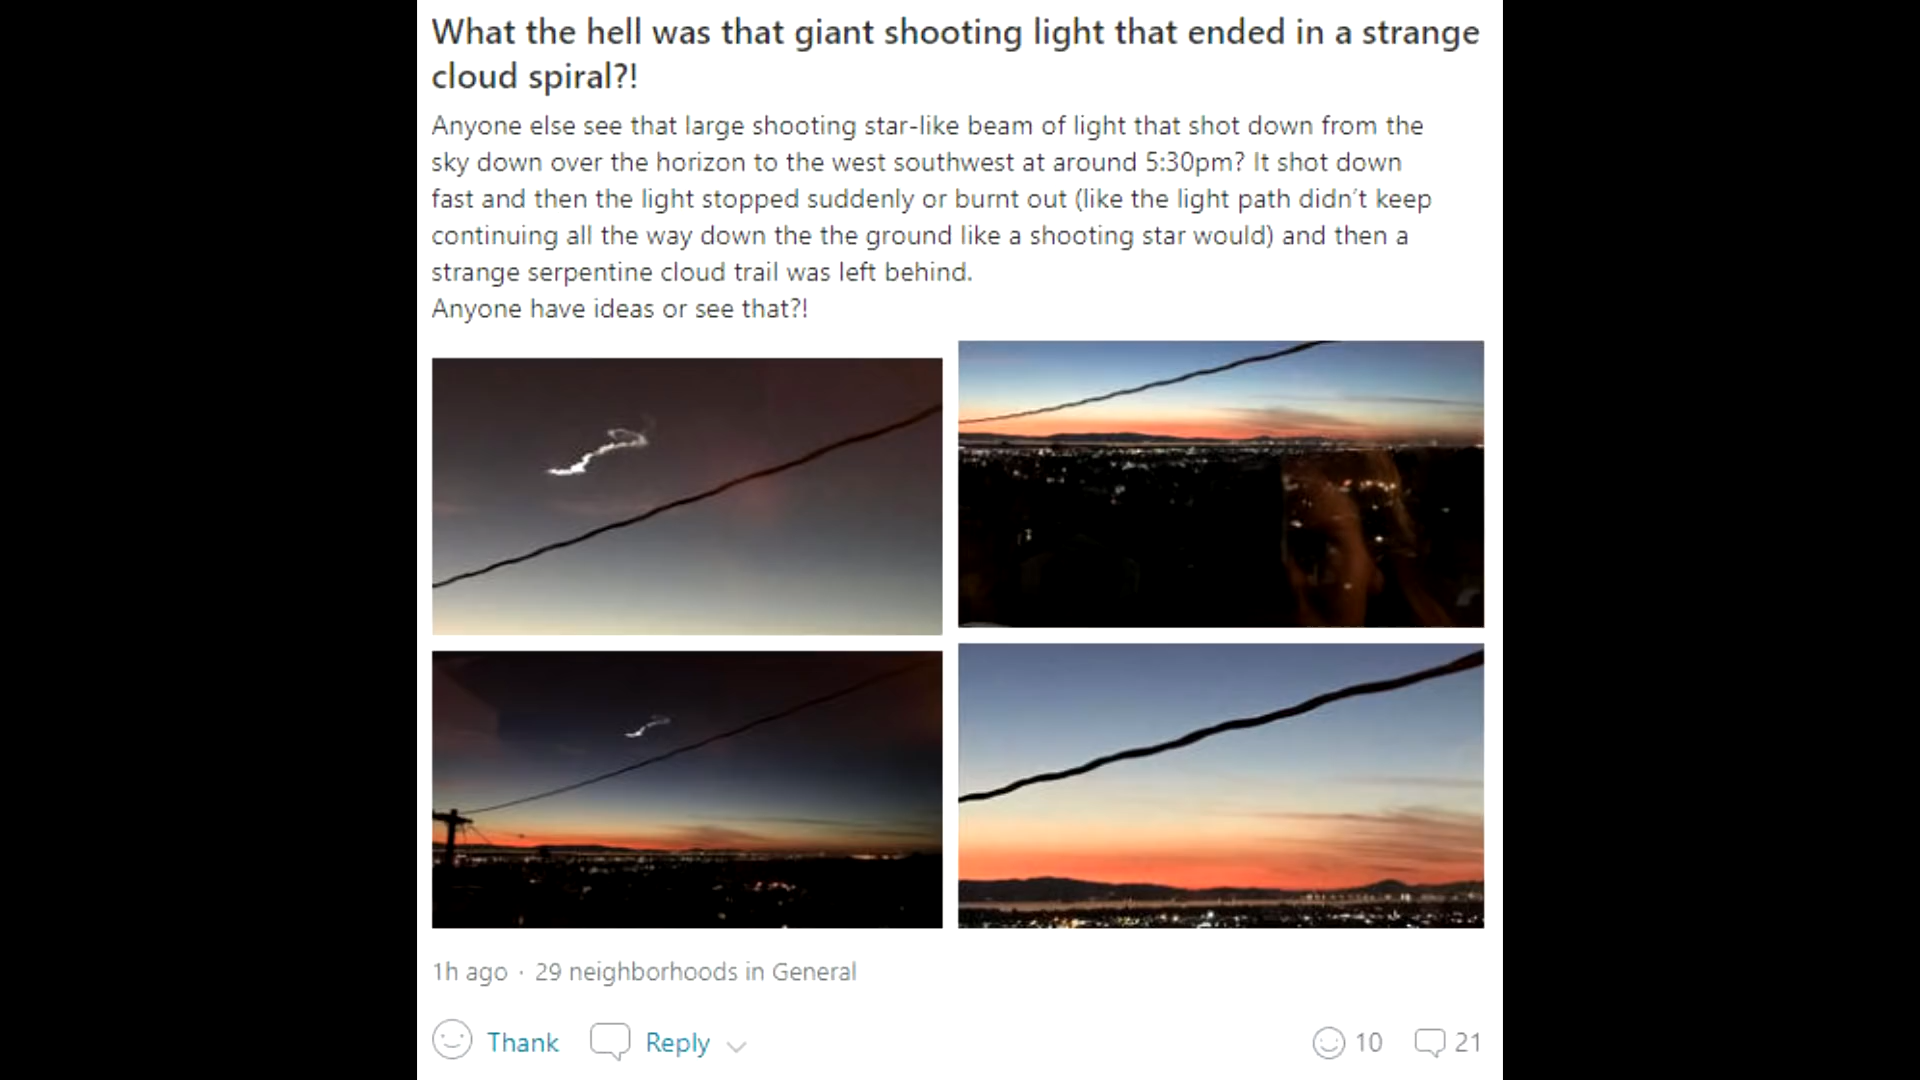 What the hell was that giant shooting light that ended in a strange
cloud spiral?!
Anyone else see that large shooting star-like beam of light that shot down from the
sky down over the horizon to the west southwest at around 5:30pm? It shot down
fast and then the light stopped suddenly or burnt out (like the light path didn't keep
continuing all the way down the the ground like a shooting star would) and then a
strange serpentine cloud trail was left behind.
Anyone have ideas or see that?!
1h ago · 29 neighborhoods in General
Thank Reply 10 21